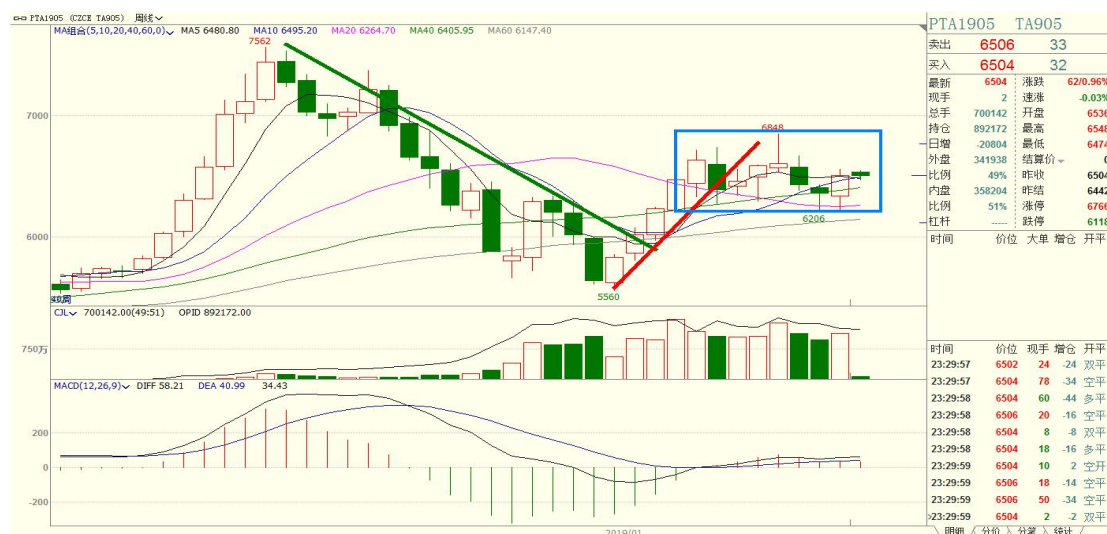 PTA1905 (CZCE TA905) 周线
MA组合(5,10,20,40,60,0) MA5 6480.80 MA10 6495.20 MA20 6264.70 MA40 6405.95 MA60 6147.40
7562
7000
6848
6206
6000
5560
40周
CJL 700142.00(49:51) OPID 892172.00
750万
MACD(12,26,9) DIFF 58.21 DEA 40.99 34.43
200
0
-200
2019/01
PTA1905 TA905
卖出 6506 33
买入 6504 32
最新 6504 涨跌 62/0.96%
现手 2 速涨 -0.03%
总手 700142 开盘 6536
持仓 892172 最高 6548
日增 -20804 最低 6474
外盘 341938 结算价 0
比例 49% 昨收 6504
内盘 358204 昨结 6442
比例 51% 涨停 6766
杠杆 ----- 跌停 6118
时间 价位 大单 增仓 开平
时间 价位 现手 增仓 开平
23:29:57 6502 24 -24 双平
23:29:57 6504 78 -34 空平
23:29:58 6504 60 -44 多平
23:29:58 6506 20 -16 空平
23:29:58 6504 8 -8 双平
23:29:58 6504 18 -16 多平
23:29:59 6504 10 2 空开
23:29:59 6506 18 -14 空平
23:29:59 6506 50 -34 空平
23:29:59 6504 2 -2 双平
明细 分价 分笔 统计